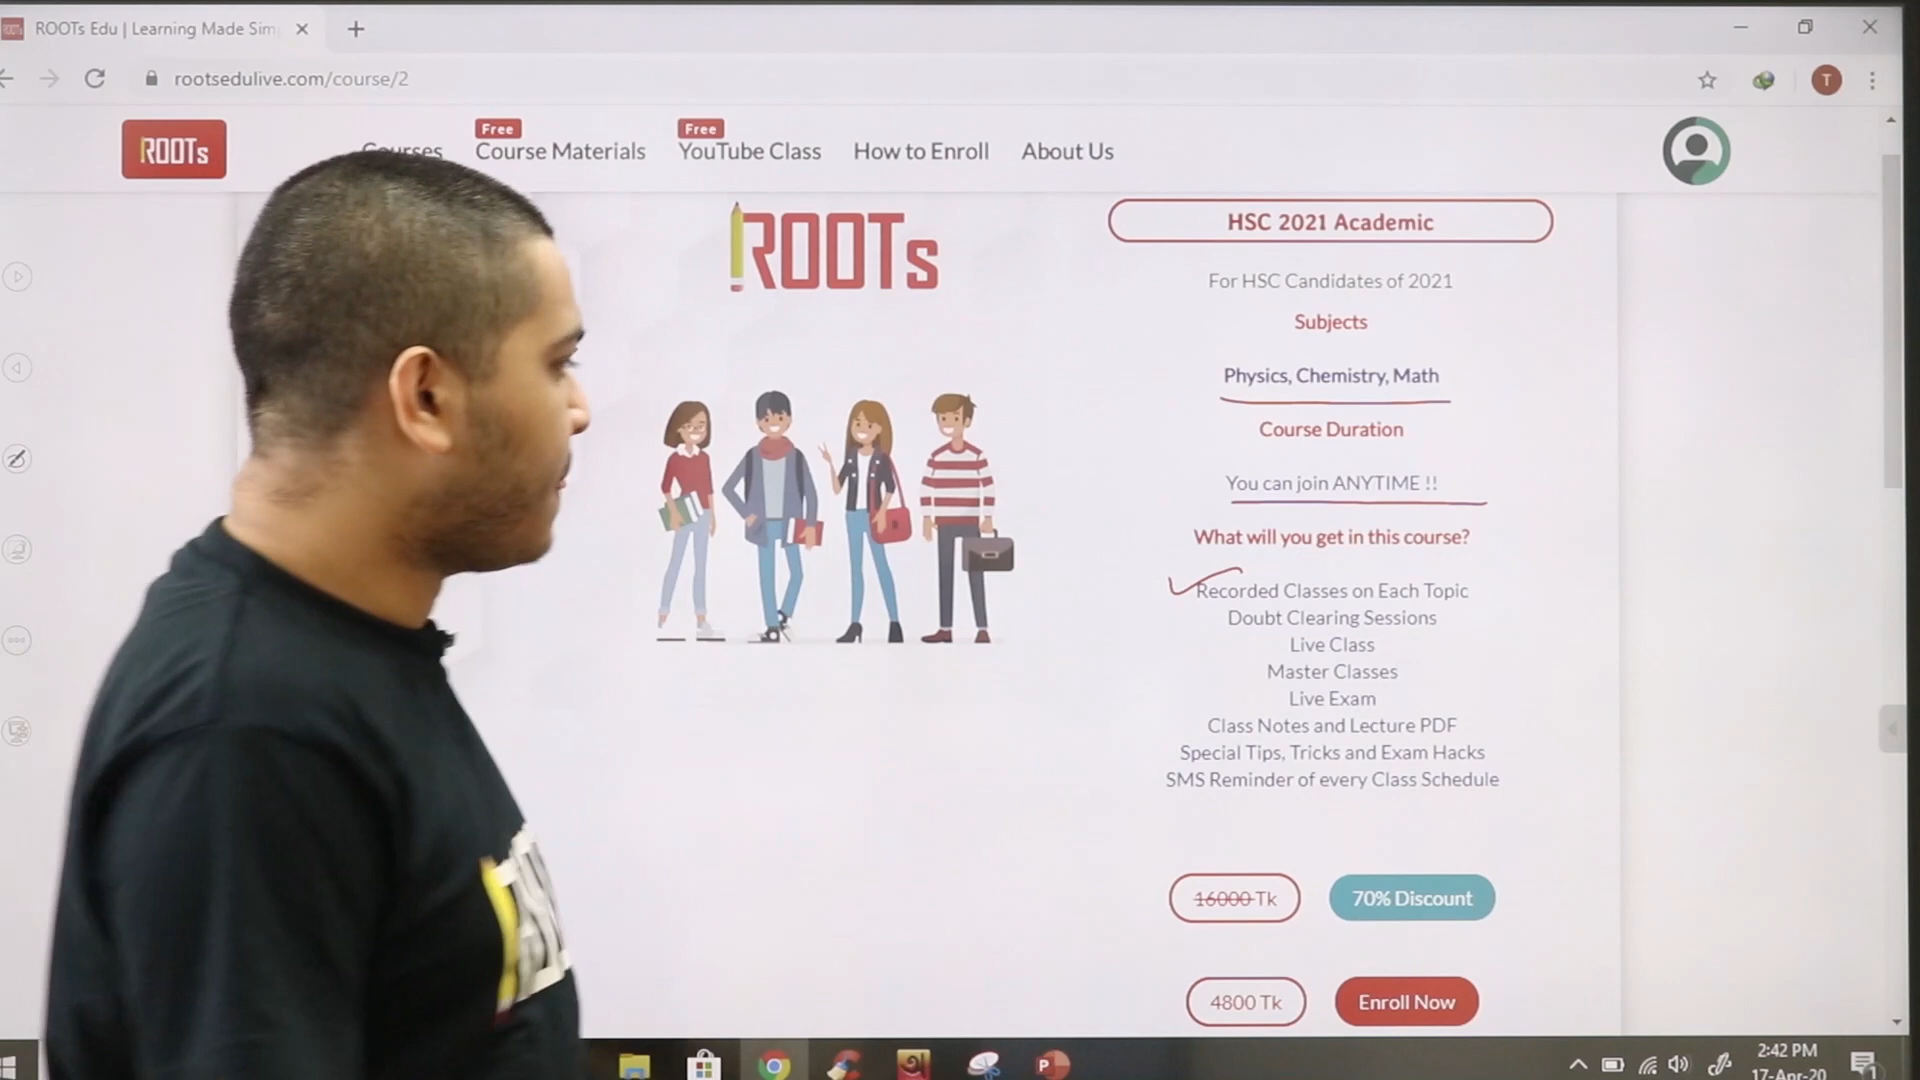 ROOTs Edu | Learning Made Sim
rootsedulive.com/course/2
T
ROOTs
Courses
Free
Course Materials
Free
YouTube Class
How to Enroll
About Us
ROOTs
HSC 2021 Academic
For HSC Candidates of 2021
Subjects
Physics, Chemistry, Math
Course Duration
You can join ANYTIME !!
What will you get in this course?
Recorded Classes on Each Topic
Doubt Clearing Sessions
Live Class
Master Classes
Live Exam
Class Notes and Lecture PDF
Special Tips, Tricks and Exam Hacks
SMS Reminder of every Class Schedule
16000 Tk
70% Discount
4800 Tk
Enroll Now
2:42 PM
17-Apr-20